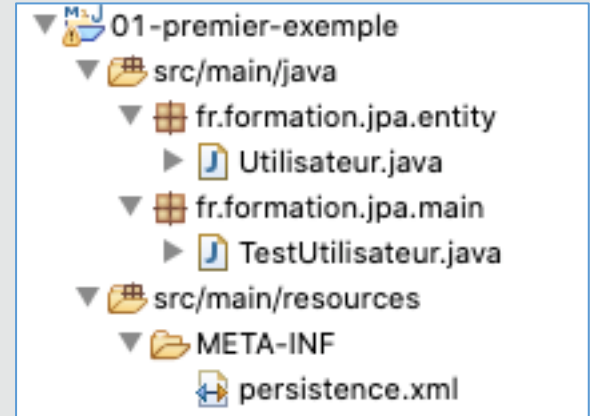 01-premier-exemple
src/main/java
fr.formation.jpa.entity
Utilisateur.java
fr.formation.jpa.main
TestUtilisateur.java
src/main/resources
META-INF
persistence.xml